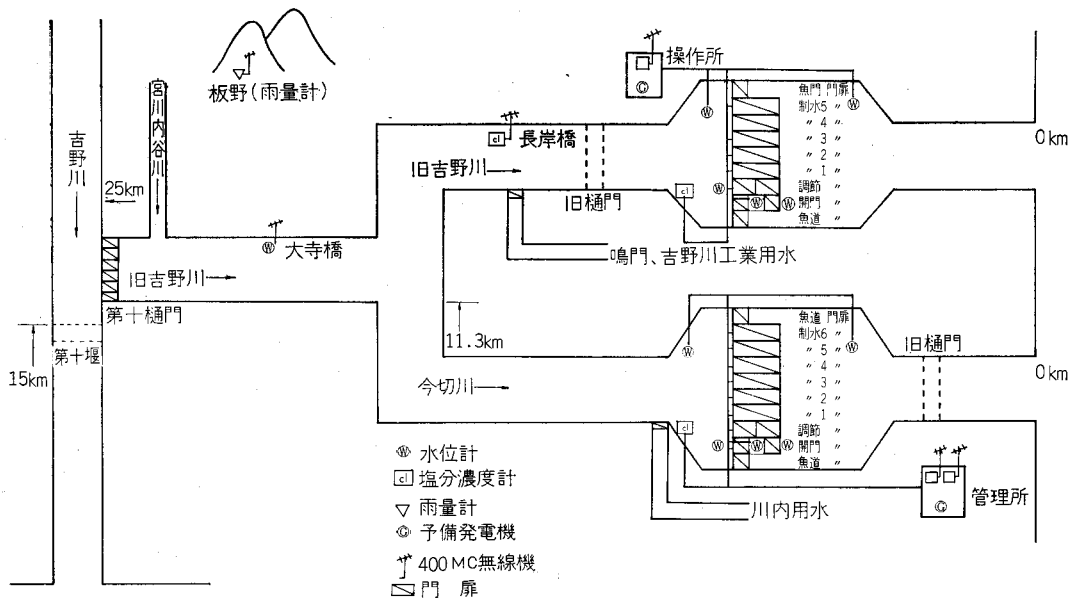 操作所
板野(雨量計)
宮川内谷川
吉野川
25km
長岸橋
旧吉野川
旧樋門
cl
cl
大寺橋
鳴門、吉野川工業用水
旧吉野川
第十樋門
第十堰
15km
11.3km
今切川
魚門 門扉
制水5 〃
〃 4 〃
〃 3 〃
〃 2 〃
〃 1 〃
調節 〃
開門 〃
魚道 〃
0km
魚道 門扉
制水6 〃
〃 5 〃
〃 4 〃
〃 3 〃
〃 2 〃
〃 1 〃
調節 〃
開門 〃
魚道 〃
旧樋門
0km
cl
川内用水
管理所
Ⓦ 水位計
cl 塩分濃度計
▽ 雨量計
Ⓖ 予備発電機
400MC無線機
門 扉